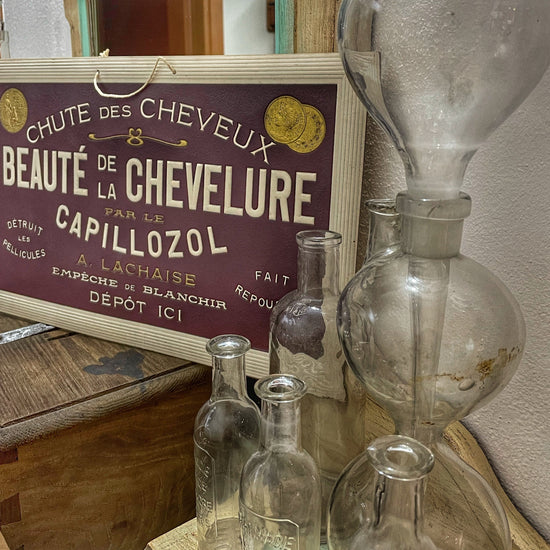 CHUTE DES CHEVEUX
BEAUTÉ DE LA CHEVELURE
PAR LE
CAPILLOZOL
A. LACHAISE
DÉTRUIT
LES
PELLICULES
EMPÊCHE DE BLANCHIR
DÉPÔT ICI
FAIT